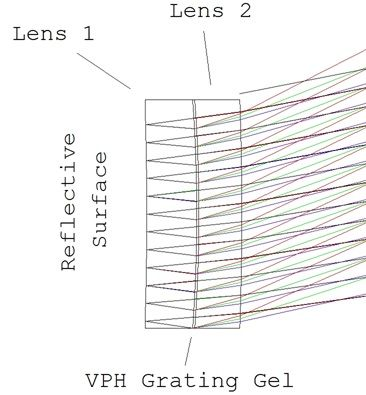 Lens 1
Lens 2
Reflective
Surface
VPH Grating Gel